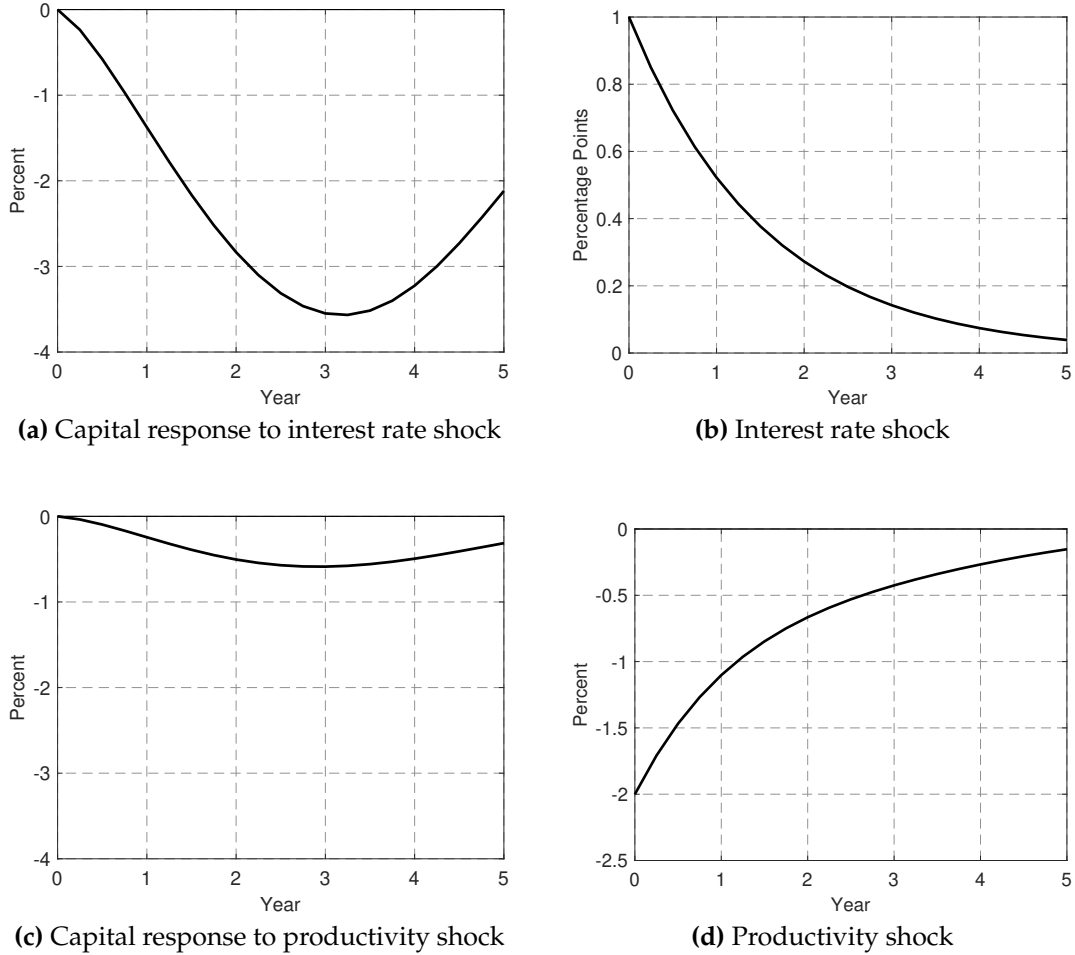 0
-1
-2
-3
-4
Percent
0 1 2 3 4 5
Year
(a) Capital response to interest rate shock
1
0.8
0.6
0.4
0.2
0
Percentage Points
0 1 2 3 4 5
Year
(b) Interest rate shock
0
-1
-2
-3
-4
Percent
0 1 2 3 4 5
Year
(c) Capital response to productivity shock
0
-0.5
-1
-1.5
-2
-2.5
Percent
0 1 2 3 4 5
Year
(d) Productivity shock